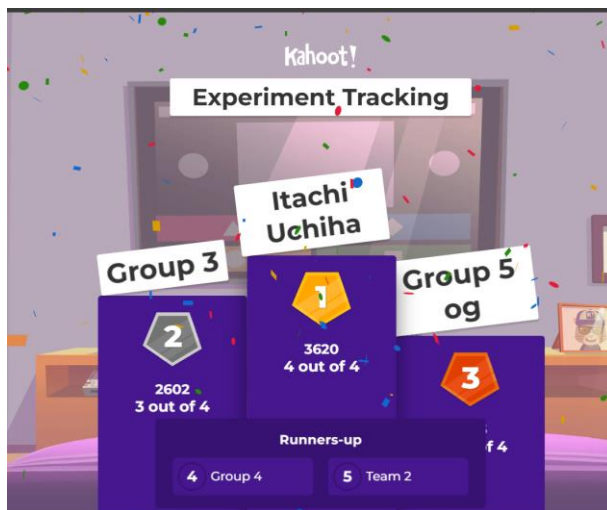 Kahoot!
Experiment Tracking
Itachi
Uchiha
Group 3
Group 5
og
1
3620
4 out of 4
2
2602
3 out of 4
3
of 4
Runners-up
4 Group 4
5 Team 2